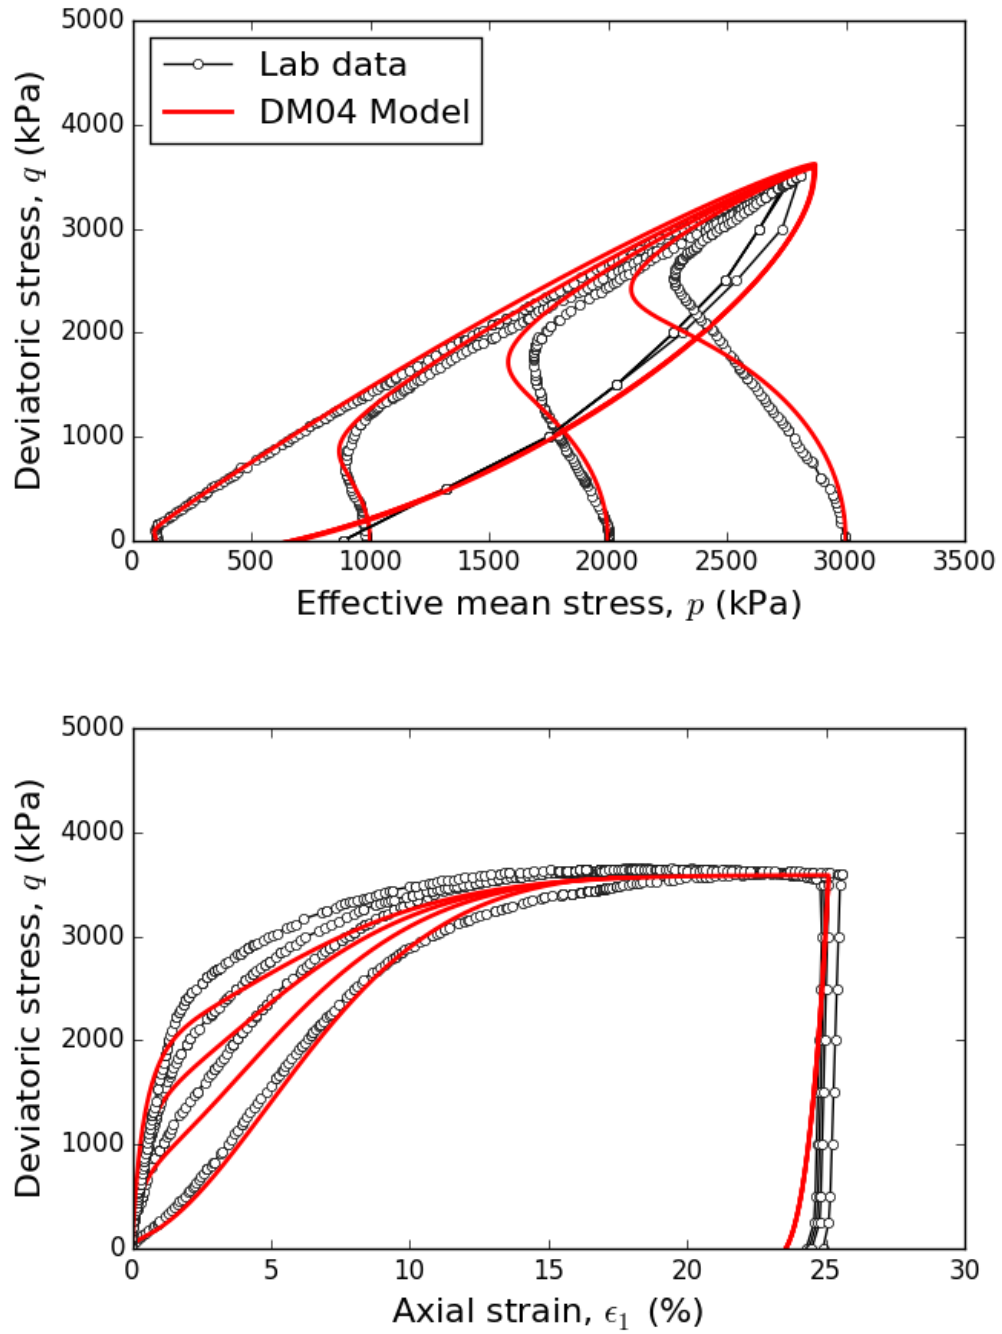 5000
4000
3000
2000
1000
0
Deviatoric stress, q (kPa)
Lab data
DM04 Model
0 500 1000 1500 2000 2500 3000 3500
Effective mean stress, p (kPa)
5000
4000
3000
2000
1000
0
Deviatoric stress, q (kPa)
0 5 10 15 20 25 30
Axial strain, ϵ₁ (%)